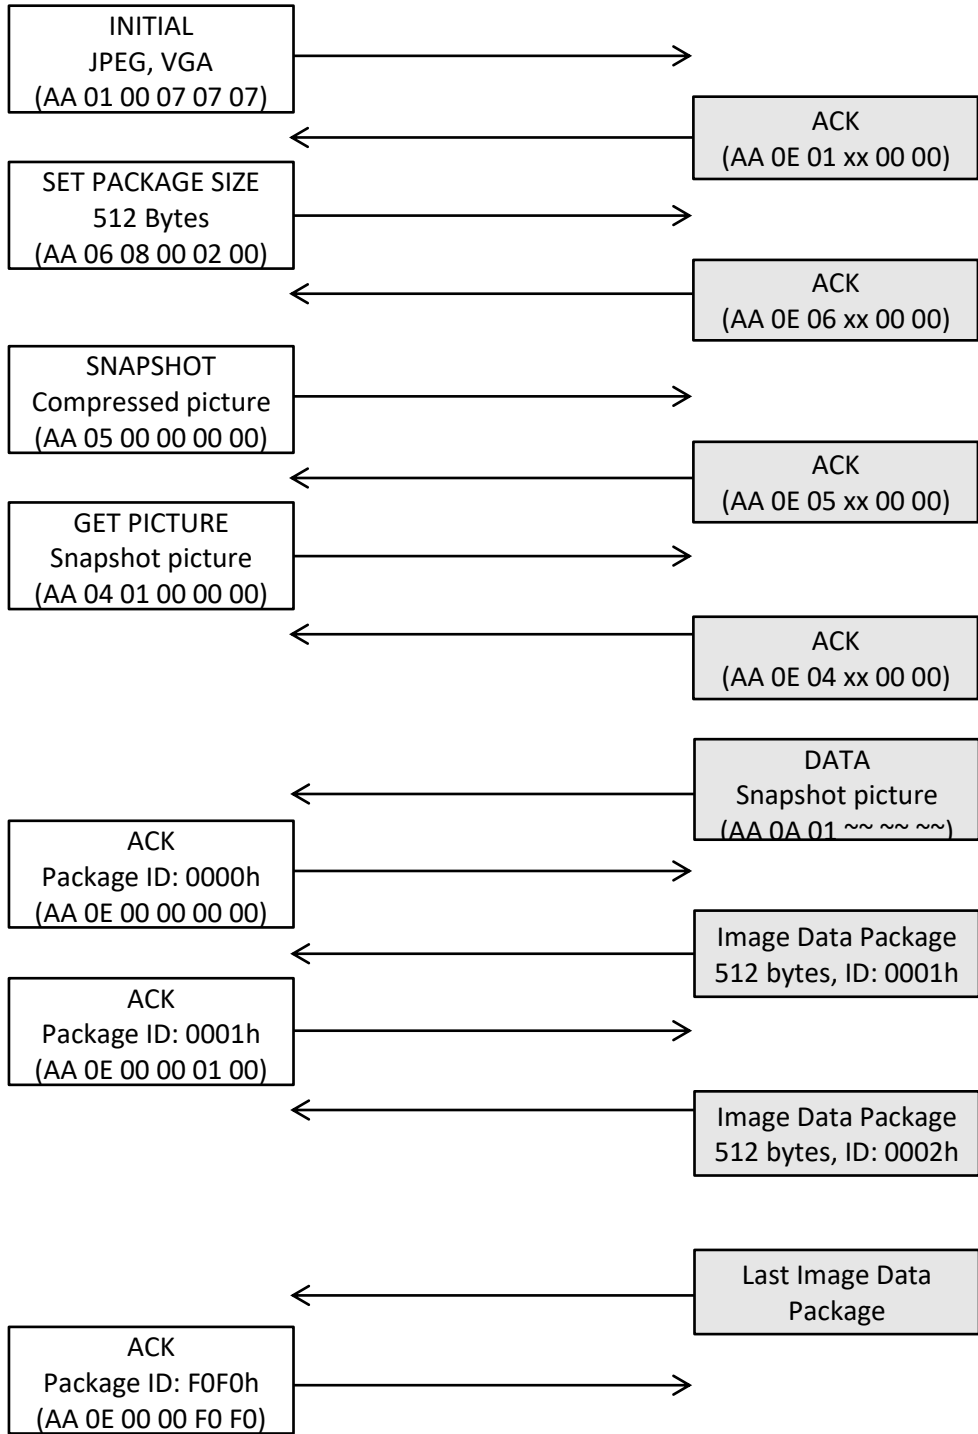 INITIAL
JPEG, VGA
(AA 01 00 07 07 07)
ACK
(AA 0E 01 xx 00 00)
SET PACKAGE SIZE
512 Bytes
(AA 06 08 00 02 00)
ACK
(AA 0E 06 xx 00 00)
SNAPSHOT
Compressed picture
(AA 05 00 00 00 00)
ACK
(AA 0E 05 xx 00 00)
GET PICTURE
Snapshot picture
(AA 04 01 00 00 00)
ACK
(AA 0E 04 xx 00 00)
DATA
Snapshot picture
(AA 0A 01 ~~ ~~ ~~)
ACK
Package ID: 0000h
(AA 0E 00 00 00 00)
Image Data Package
512 bytes, ID: 0001h
ACK
Package ID: 0001h
(AA 0E 00 00 01 00)
Image Data Package
512 bytes, ID: 0002h
Last Image Data
Package
ACK
Package ID: F0F0h
(AA 0E 00 00 F0 F0)